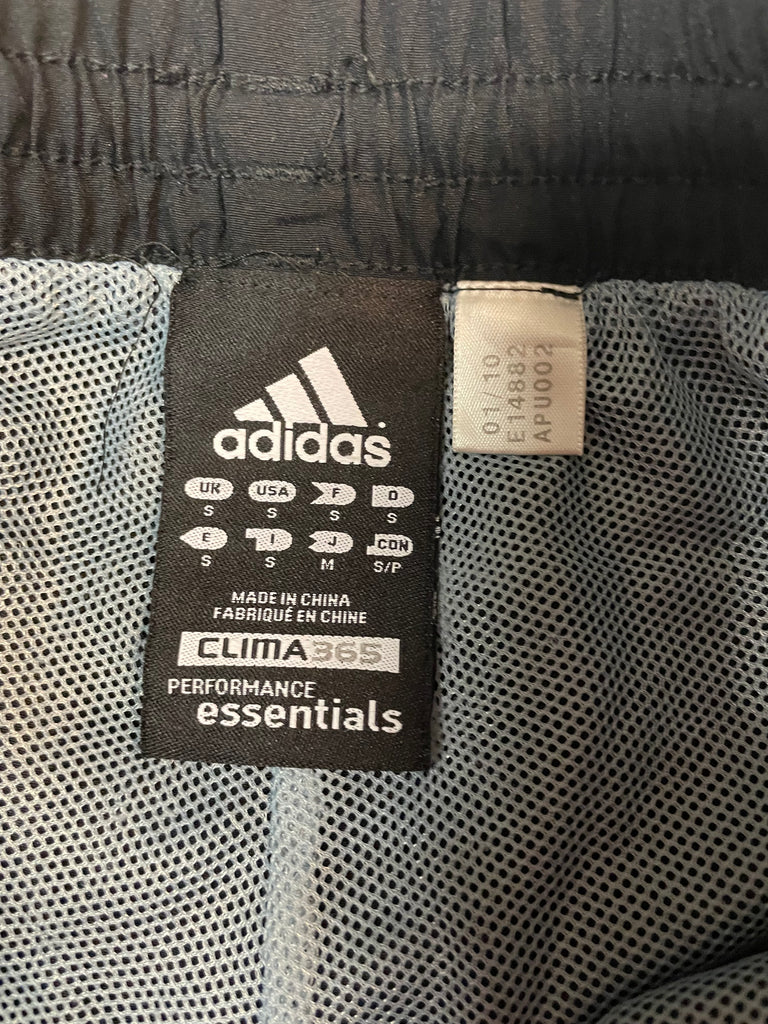 adidas
UK USA F D
S S S S
E I J CDN
S S M S/P
MADE IN CHINA
FABRIQUÉ EN CHINE
CLIMA365
PERFORMANCE
essentials
01/10
E14882
APU002